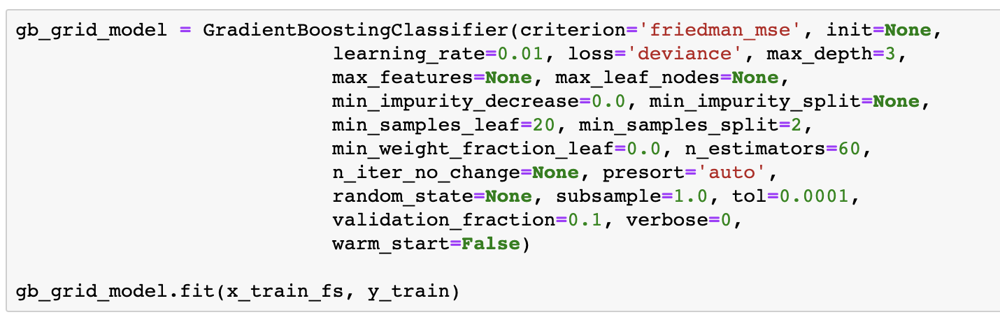 gb_grid_model = GradientBoostingClassifier(criterion='friedman_mse', init=None,
learning_rate=0.01, loss='deviance', max_depth=3,
max_features=None, max_leaf_nodes=None,
min_impurity_decrease=0.0, min_impurity_split=None,
min_samples_leaf=20, min_samples_split=2,
min_weight_fraction_leaf=0.0, n_estimators=60,
n_iter_no_change=None, presort='auto',
random_state=None, subsample=1.0, tol=0.0001,
validation_fraction=0.1, verbose=0,
warm_start=False)
gb_grid_model.fit(x_train_fs, y_train)